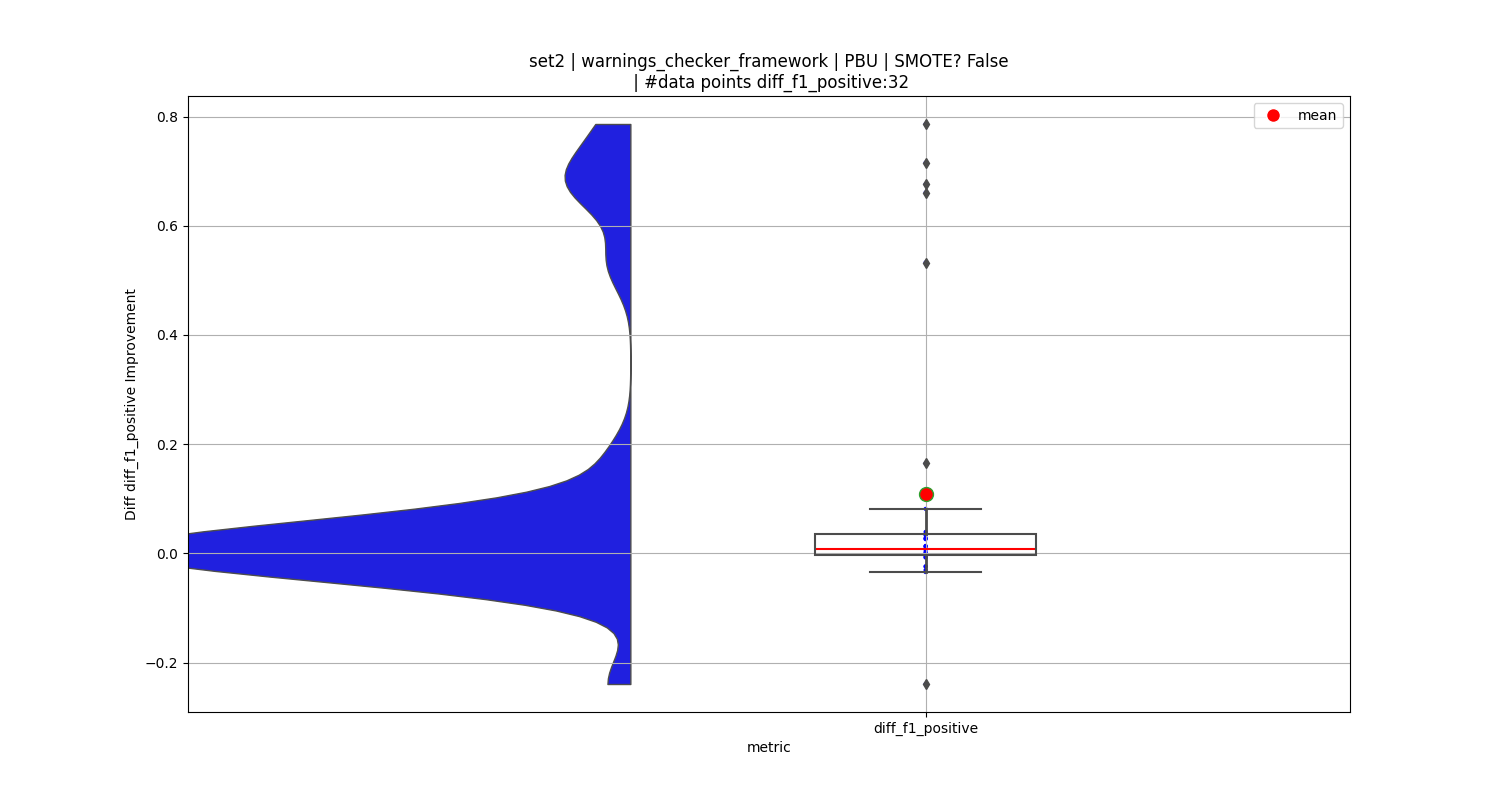 set2 | warnings_checker_framework | PBU | SMOTE? False
| #data points diff_f1_positive:32
mean
0.8
0.6
0.4
0.2
0.0
−0.2
Diff diff_f1_positive Improvement
diff_f1_positive
metric